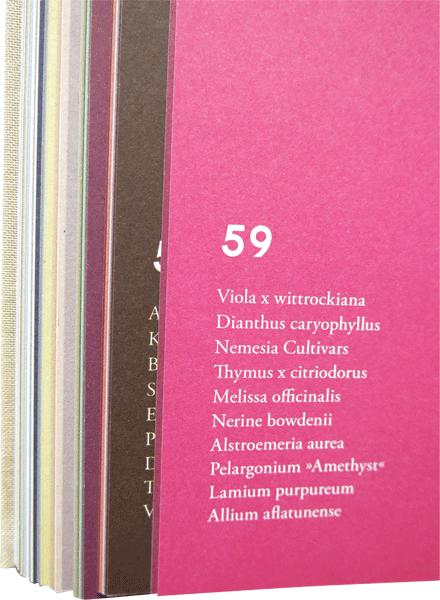 59
Viola x wittrockiana
Dianthus caryophyllus
Nemesia Cultivars
Thymus x citriodorus
Melissa officinalis
Nerine bowdenii
Alstroemeria aurea
Pelargonium »Amethyst«
Lamium purpureum
Allium aflatunense
5
A
K
B
S
E
P
D
T
V